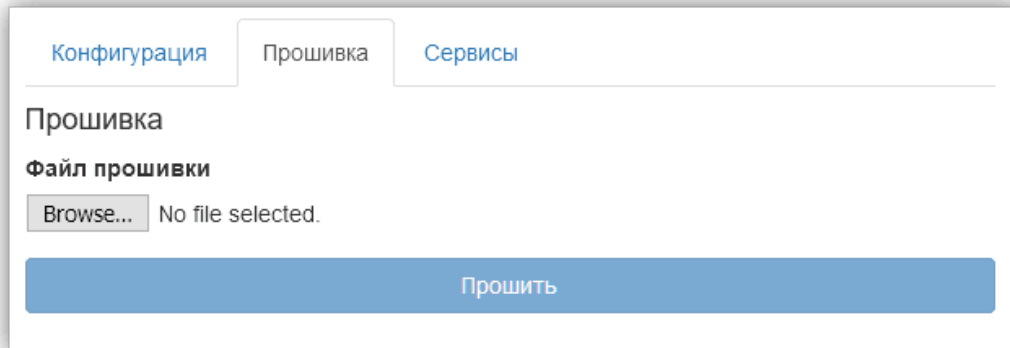 Конфигурация Прошивка Сервисы
Прошивка
Файл прошивки
Browse... No file selected.
Прошить